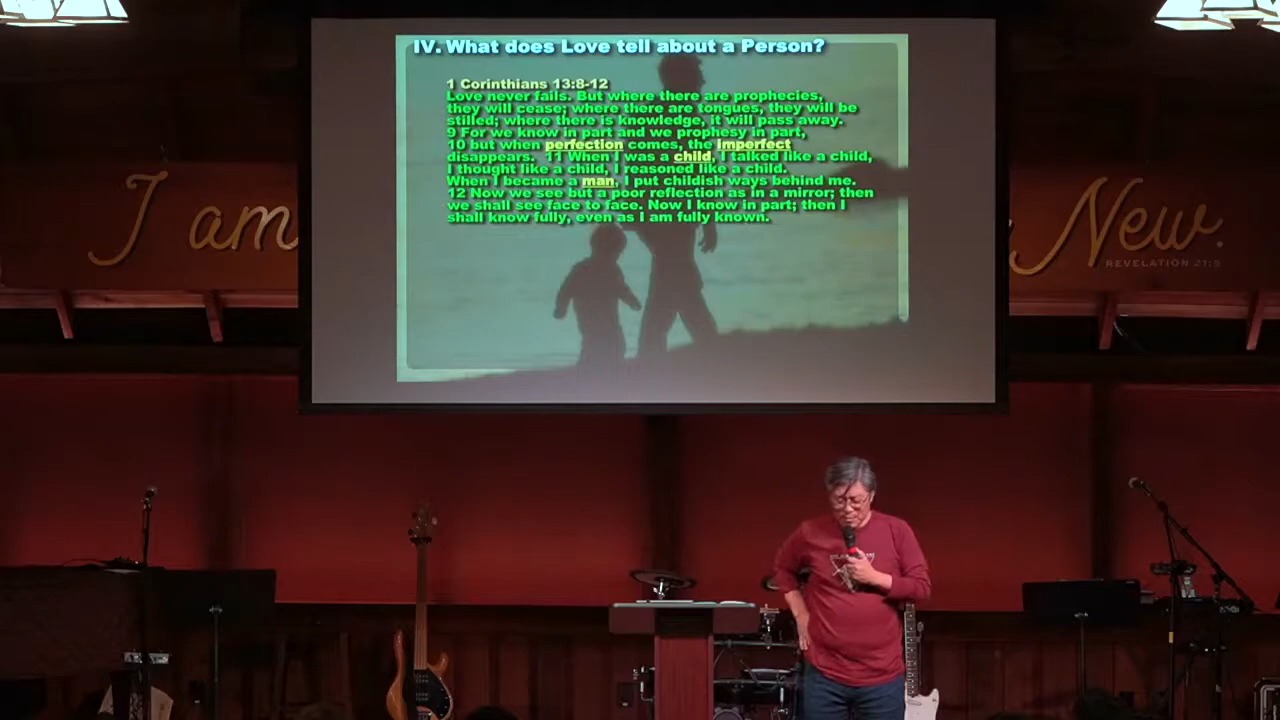 IV. What does Love tell about a Person?
1 Corinthians 13:8-12
Love never fails. But where there are prophecies,
they will cease; where there are tongues, they will be
stilled; where there is knowledge, it will pass away.
9 For we know in part and we prophesy in part,
10 but when perfection comes, the imperfect
disappears. 11 When I was a child, I talked like a child,
I thought like a child, I reasoned like a child.
When I became a man, I put childish ways behind me.
12 Now we see but a poor reflection as in a mirror; then
we shall see face to face. Now I know in part; then I
shall know fully, even as I am fully known.
I am
New.
REVELATION 21:5